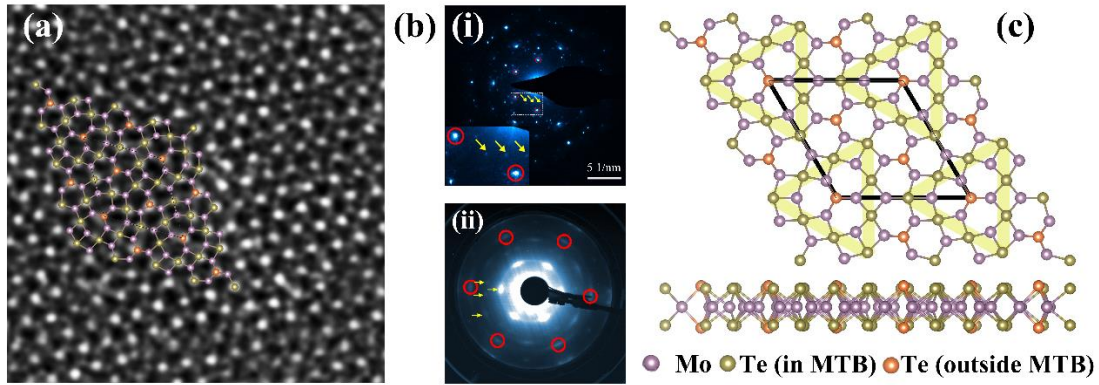 (a)
(b)
(i)
5 1/nm
(ii)
(c)
Mo Te (in MTB) Te (outside MTB)